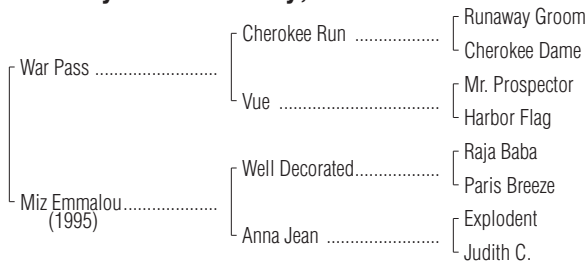 Runaway Groom
Cherokee Run ..................
Cherokee Dame
War Pass ..........................
Mr. Prospector
Vue ..................................
Harbor Flag
Raja Baba
Well Decorated..................
Paris Breeze
Miz Emmalou....................
(1995)
Explodent
Anna Jean ........................
Judith C.